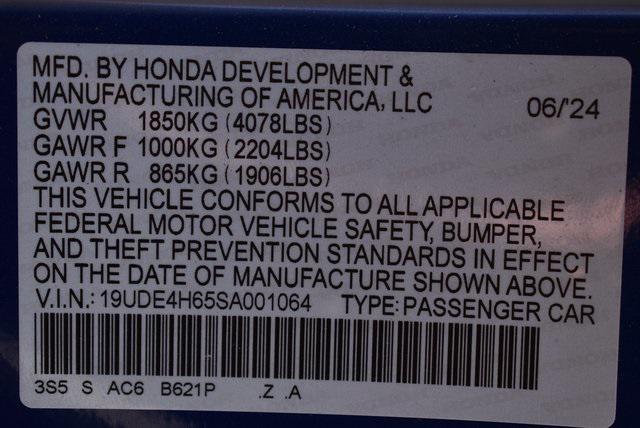 MFD. BY HONDA DEVELOPMENT &
MANUFACTURING OF AMERICA, LLC 06/'24
GVWR 1850KG (4078LBS)
GAWR F 1000KG (2204LBS)
GAWR R 865KG (1906LBS)
THIS VEHICLE CONFORMS TO ALL APPLICABLE
FEDERAL MOTOR VEHICLE SAFETY, BUMPER,
AND THEFT PREVENTION STANDARDS IN EFFECT
ON THE DATE OF MANUFACTURE SHOWN ABOVE.
V.I.N.: 19UDE4H65SA001064 TYPE: PASSENGER CAR
3S5 S AC6 B621P .Z .A